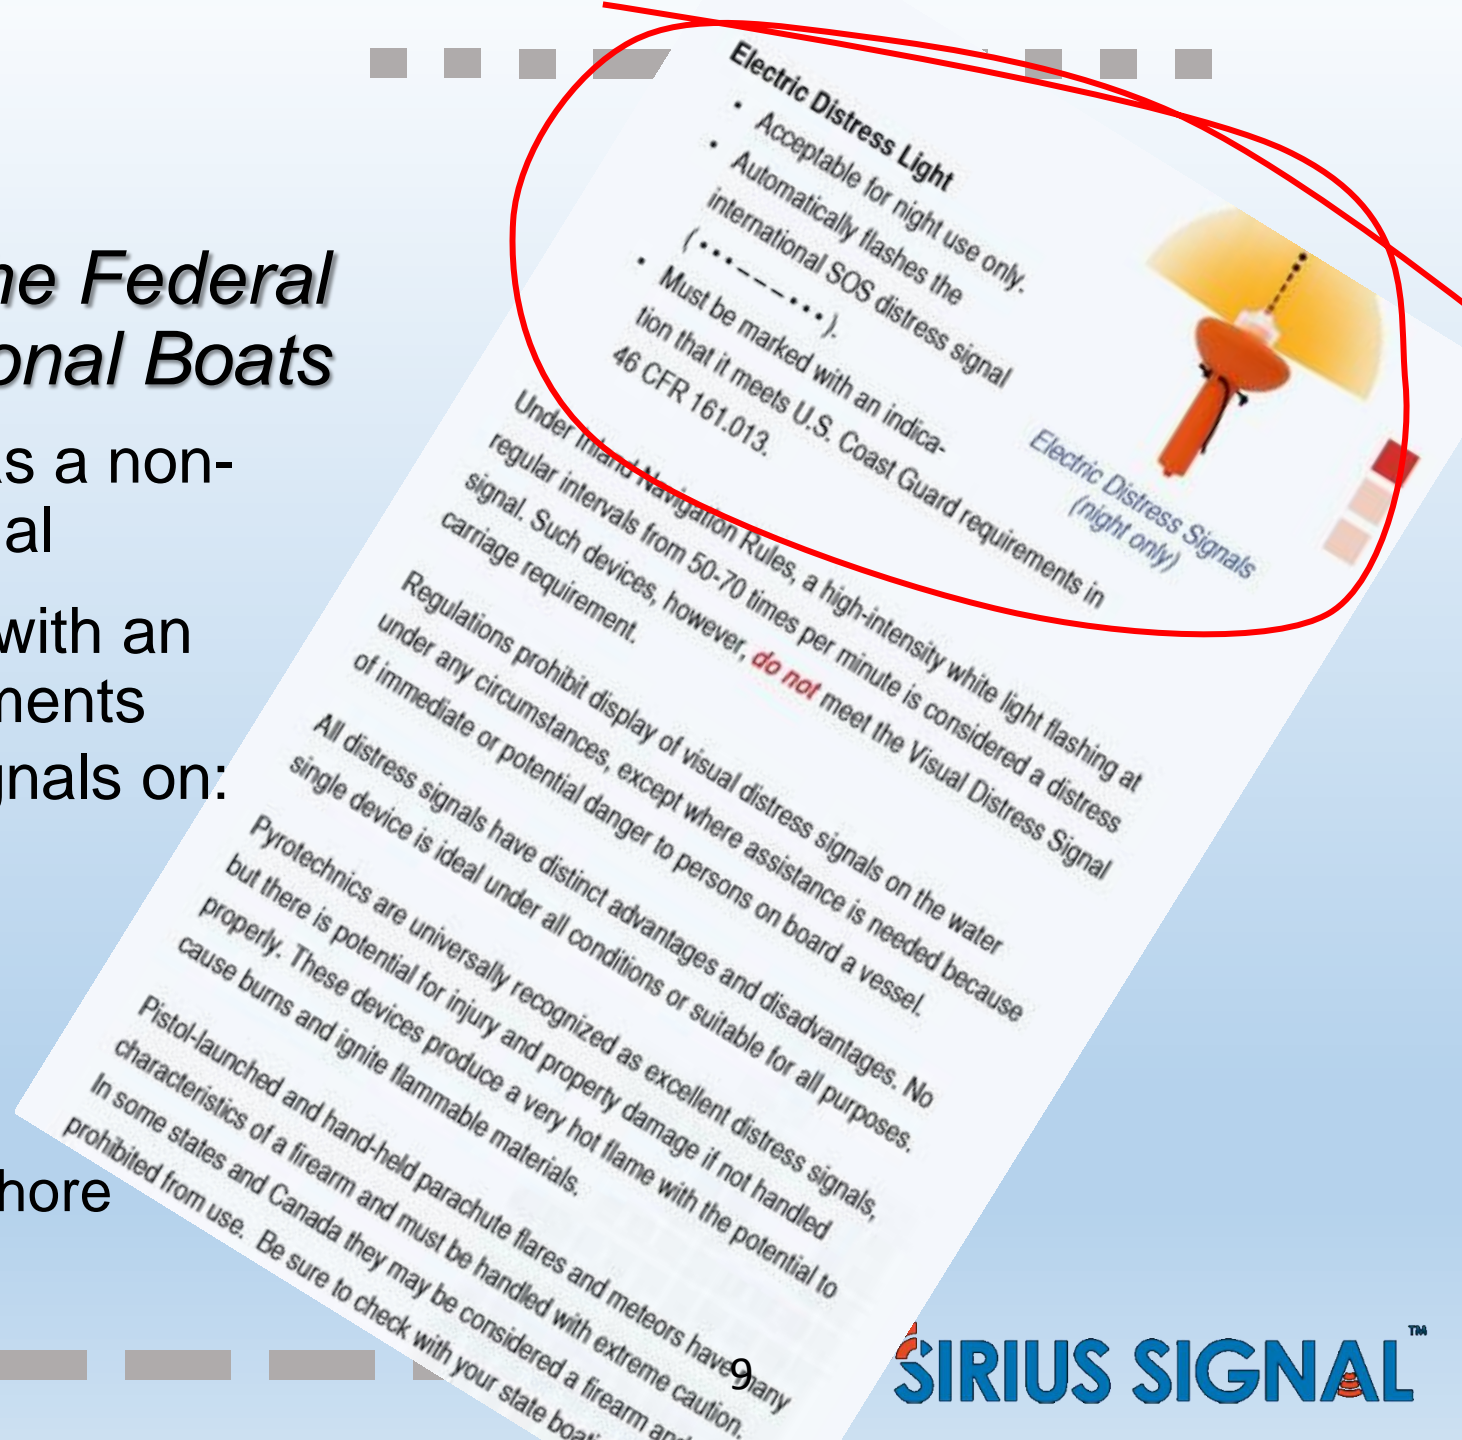 ne Federal
onal Boats
as a non-
al
with an
ments
gnals on:
hore
Electric Distress Light
• Acceptable for night use only.
• Automatically flashes the
international SOS distress signal
(•••–––•••).
• Must be marked with an indica-
tion that it meets U.S. Coast Guard requirements in
46 CFR 161.013.
Electric Distress Signals
(night only)
Under Inland Navigation Rules, a high-intensity white light flashing at
regular intervals from 50-70 times per minute is considered a distress
signal. Such devices, however, do not meet the Visual Distress Signal
carriage requirement.
Regulations prohibit display of visual distress signals on the water
under any circumstances, except where assistance is needed because
of immediate or potential danger to persons on board a vessel.
All distress signals have distinct advantages and disadvantages. No
single device is ideal under all conditions or suitable for all purposes.
Pyrotechnics are universally recognized as excellent distress signals,
but there is potential for injury and property damage if not handled
properly. These devices produce a very hot flame with the potential to
cause burns and ignite flammable materials.
Pistol-launched and hand-held parachute flares and meteors have many
characteristics of a firearm and must be handled with extreme caution.
In some states and Canada they may be considered a firearm and
prohibited from use. Be sure to check with your state boati
9
SIRIUS SIGNAL™